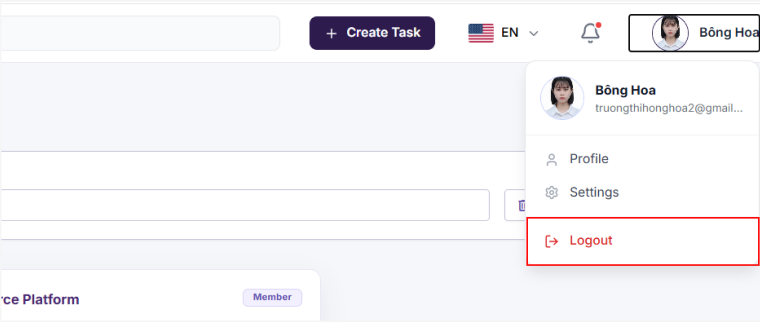 Create Task
EN
Bông Hoa
Bông Hoa
truongthihonghoa2@gmail...
Profile
Settings
Logout
rce Platform
Member